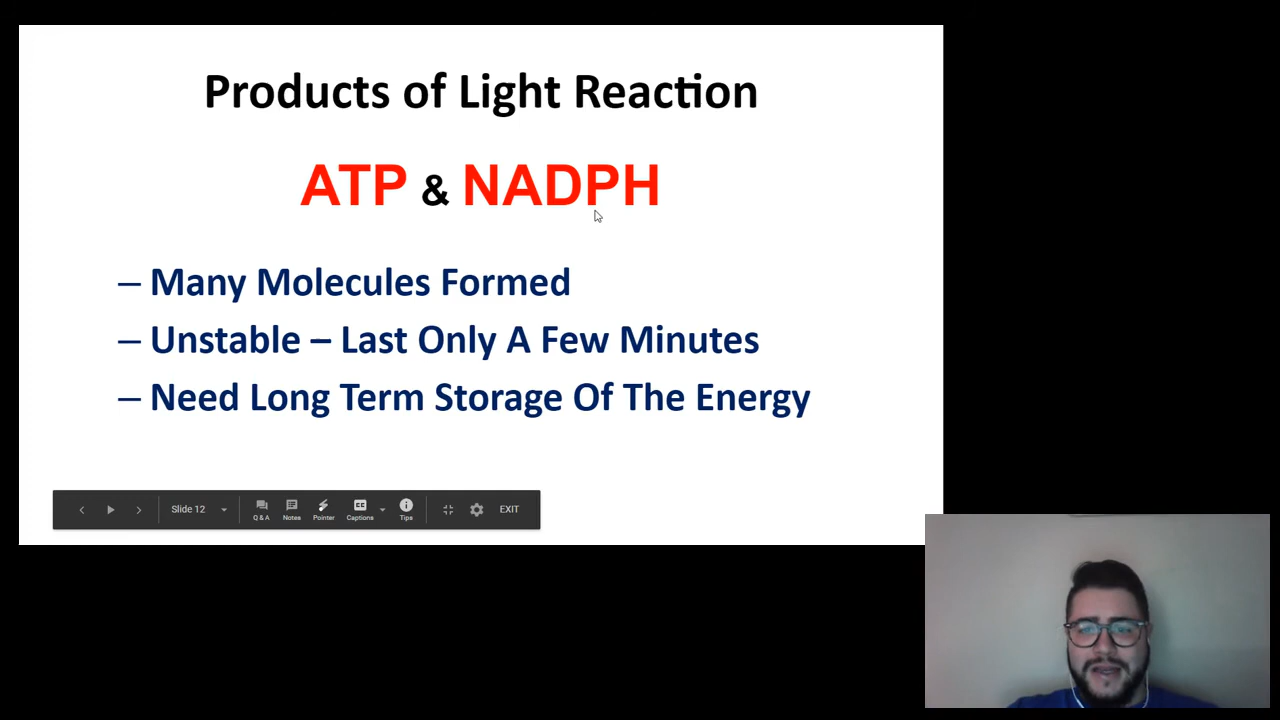 Products of Light Reaction
ATP & NADPH
– Many Molecules Formed
– Unstable – Last Only A Few Minutes
– Need Long Term Storage Of The Energy
Slide 12
Q & A
Notes
Pointer
CC
Captions
Tips
EXIT